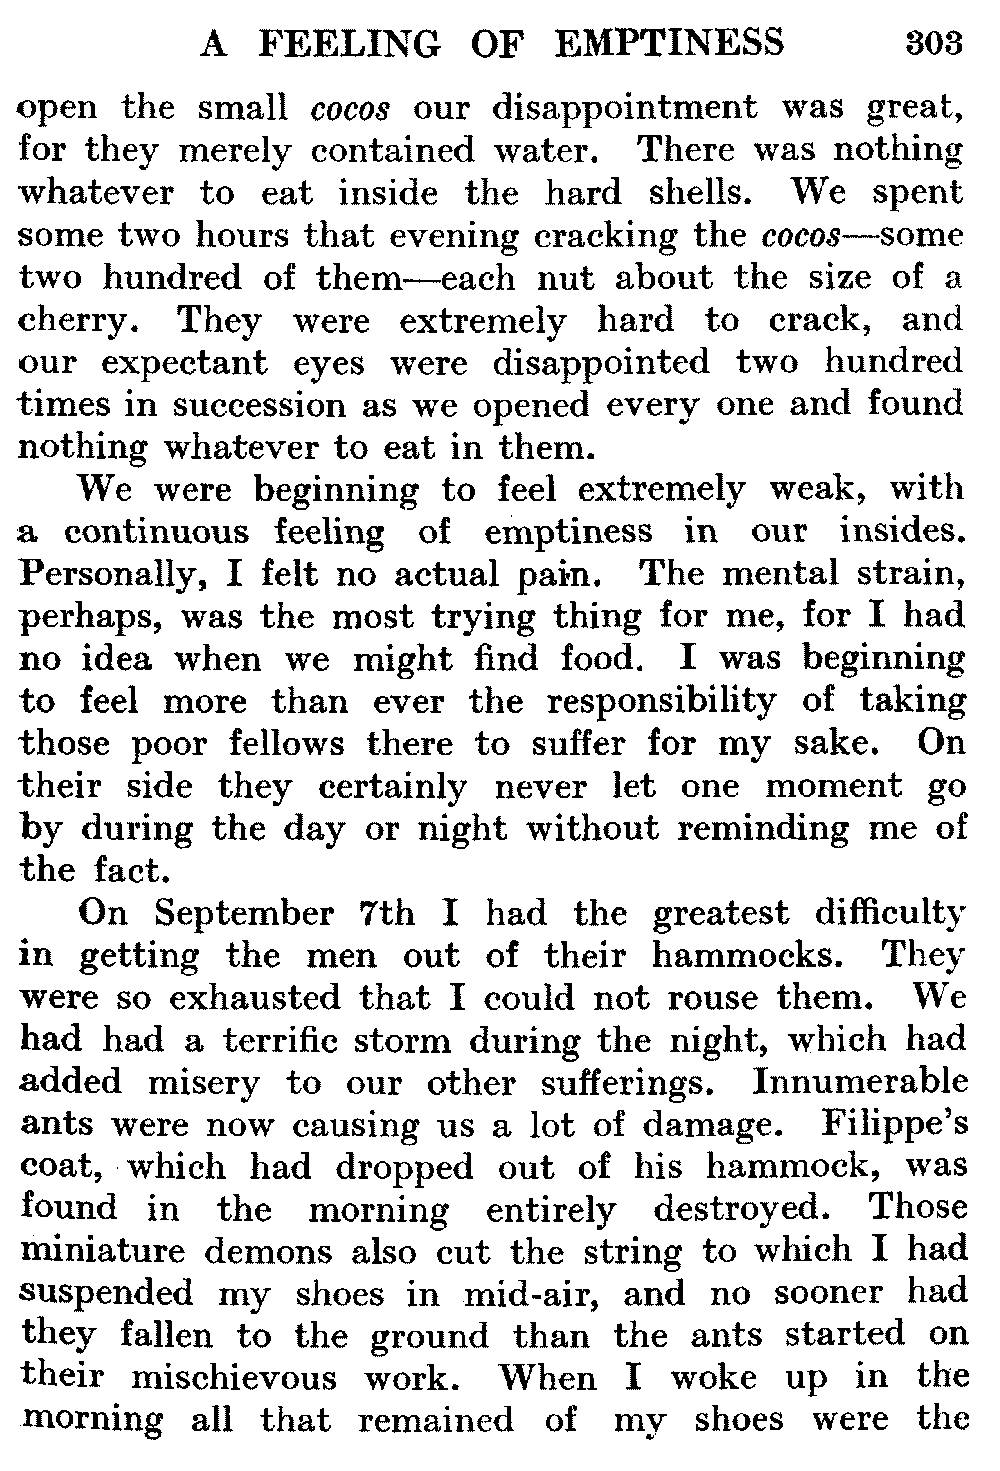 A FEELING OF EMPTINESS 303
open the small cocos our disappointment was great,
for they merely contained water. There was nothing
whatever to eat inside the hard shells. We spent
some two hours that evening cracking the cocos—some
two hundred of them—each nut about the size of a
cherry. They were extremely hard to crack, and
our expectant eyes were disappointed two hundred
times in succession as we opened every one and found
nothing whatever to eat in them.
We were beginning to feel extremely weak, with
a continuous feeling of emptiness in our insides.
Personally, I felt no actual pain. The mental strain,
perhaps, was the most trying thing for me, for I had
no idea when we might find food. I was beginning
to feel more than ever the responsibility of taking
those poor fellows there to suffer for my sake. On
their side they certainly never let one moment go
by during the day or night without reminding me of
the fact.
On September 7th I had the greatest difficulty
in getting the men out of their hammocks. They
were so exhausted that I could not rouse them. We
had had a terrific storm during the night, which had
added misery to our other sufferings. Innumerable
ants were now causing us a lot of damage. Filippe's
coat, which had dropped out of his hammock, was
found in the morning entirely destroyed. Those
miniature demons also cut the string to which I had
suspended my shoes in mid-air, and no sooner had
they fallen to the ground than the ants started on
their mischievous work. When I woke up in the
morning all that remained of my shoes were the